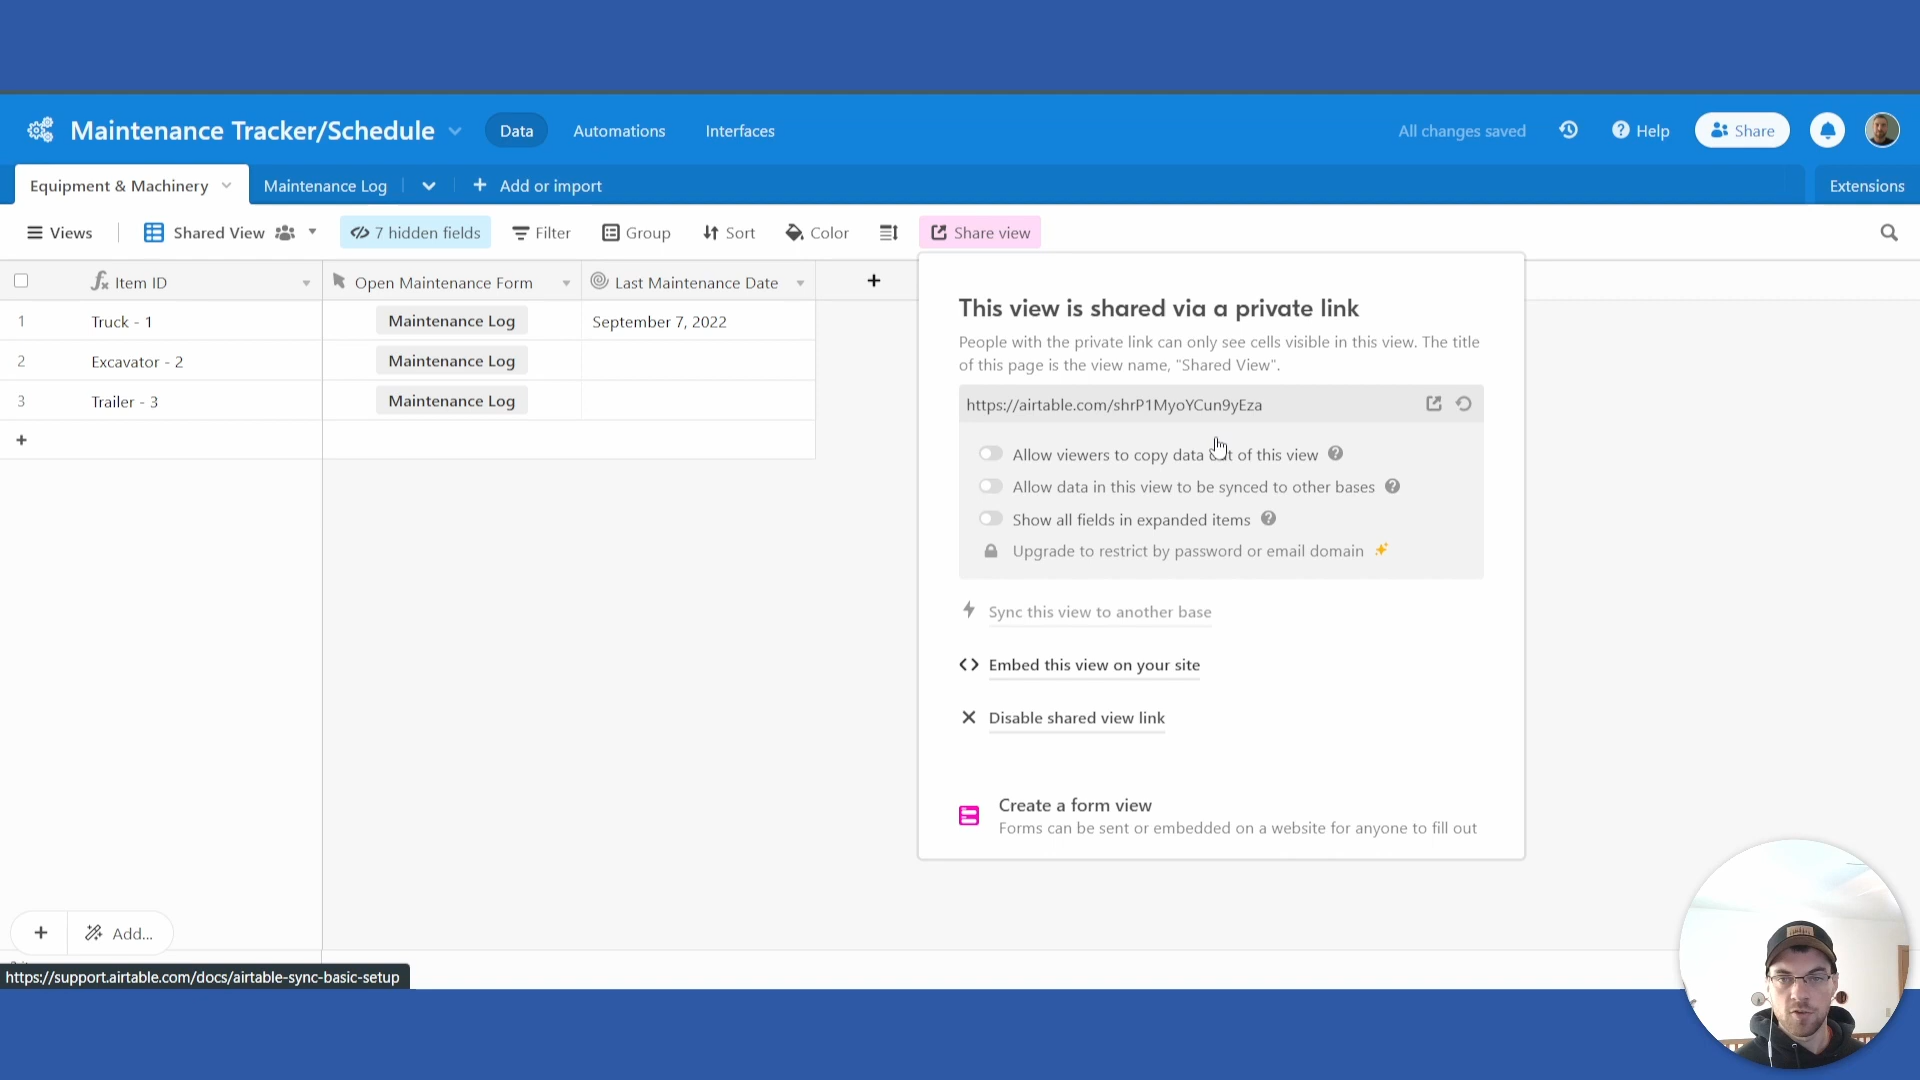 Maintenance Tracker/Schedule
Data
Automations
Interfaces
All changes saved
Help
Share
Equipment & Machinery
Maintenance Log
Add or import
Extensions
Views
Shared View
7 hidden fields
Filter
Group
Sort
Color
Share view
Item ID
Open Maintenance Form
Last Maintenance Date
1
Truck - 1
Maintenance Log
September 7, 2022
2
Excavator - 2
Maintenance Log
3
Trailer - 3
Maintenance Log
This view is shared via a private link
People with the private link can only see cells visible in this view. The title
of this page is the view name, "Shared View".
https://airtable.com/shrP1MyoYCun9yEza
Allow viewers to copy data out of this view
Allow data in this view to be synced to other bases
Show all fields in expanded items
Upgrade to restrict by password or email domain
Sync this view to another base
Embed this view on your site
Disable shared view link
Create a form view
Forms can be sent or embedded on a website for anyone to fill out
Add...
https://support.airtable.com/docs/airtable-sync-basic-setup